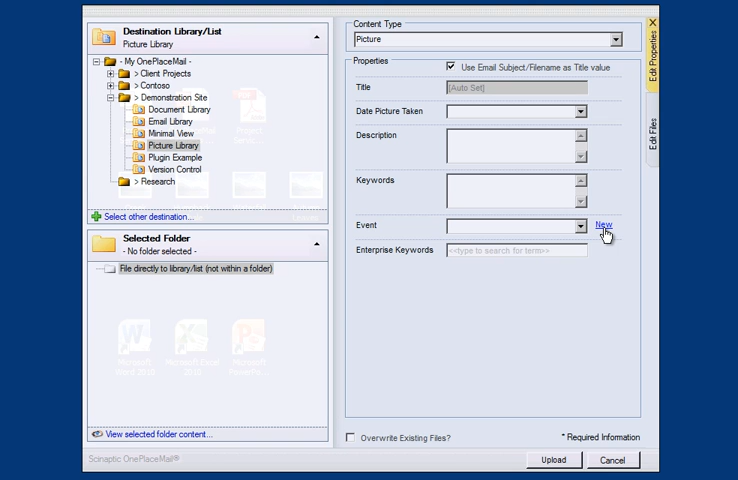 Destination Library/List
Picture Library
- My OnePlaceMail -
> Client Projects
> Contoso
> Demonstration Site
Document Library
Email Library
Minimal View
Picture Library
Plugin Example
Version Control
> Research
Select other destination...
Selected Folder
- No folder selected -
File directly to library/list (not within a folder)
Microsoft Word 2010
Microsoft Excel 2010
Microsoft PowerPo...
View selected folder content...
Scinaptic OnePlaceMail®
Content Type
Picture
Properties
Use Email Subject/Filename as Title value
Title
[Auto Set]
Date Picture Taken
Description
Keywords
Event
New
Enterprise Keywords
<<type to search for term>>
Overwrite Existing Files?
* Required Information
Upload
Cancel
Edit Properties
Edit Files